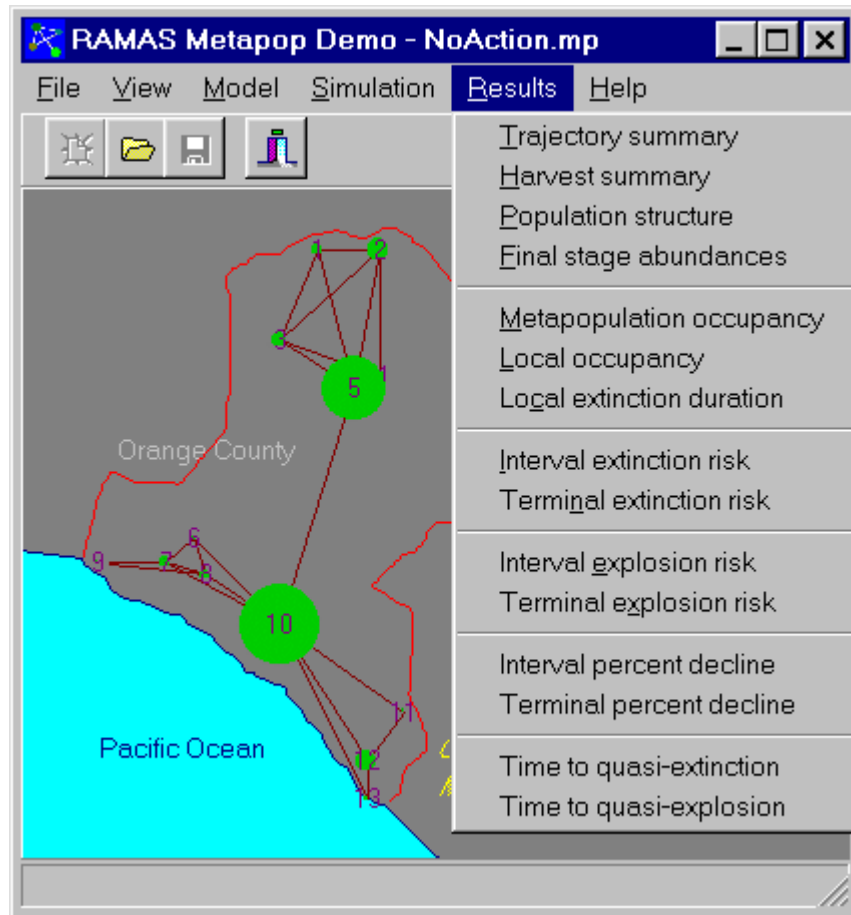 RAMAS Metapop Demo - NoAction.mp
File View Model Simulation Results Help
Trajectory summary
Harvest summary
Population structure
Final stage abundances
Metapopulation occupancy
Local occupancy
Local extinction duration
Interval extinction risk
Terminal extinction risk
Interval explosion risk
Terminal explosion risk
Interval percent decline
Terminal percent decline
Time to quasi-extinction
Time to quasi-explosion
1
2
3
5
Orange County
6
7
8
9
10
11
12
13
Pacific Ocean